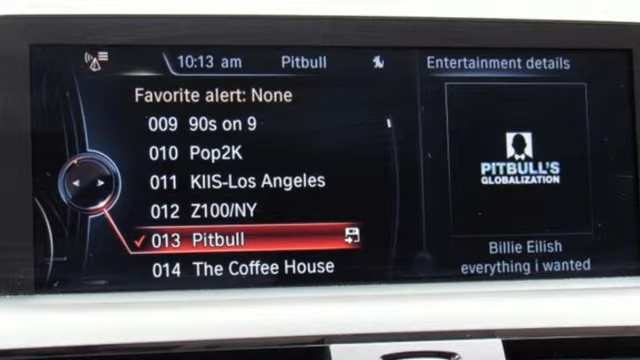 10:13 am Pitbull Entertainment details
Favorite alert: None
009 90s on 9
010 Pop2K
011 KIIS-Los Angeles
012 Z100/NY
013 Pitbull
014 The Coffee House
PITBULL'S
GLOBALIZATION
Billie Eilish
everything i wanted